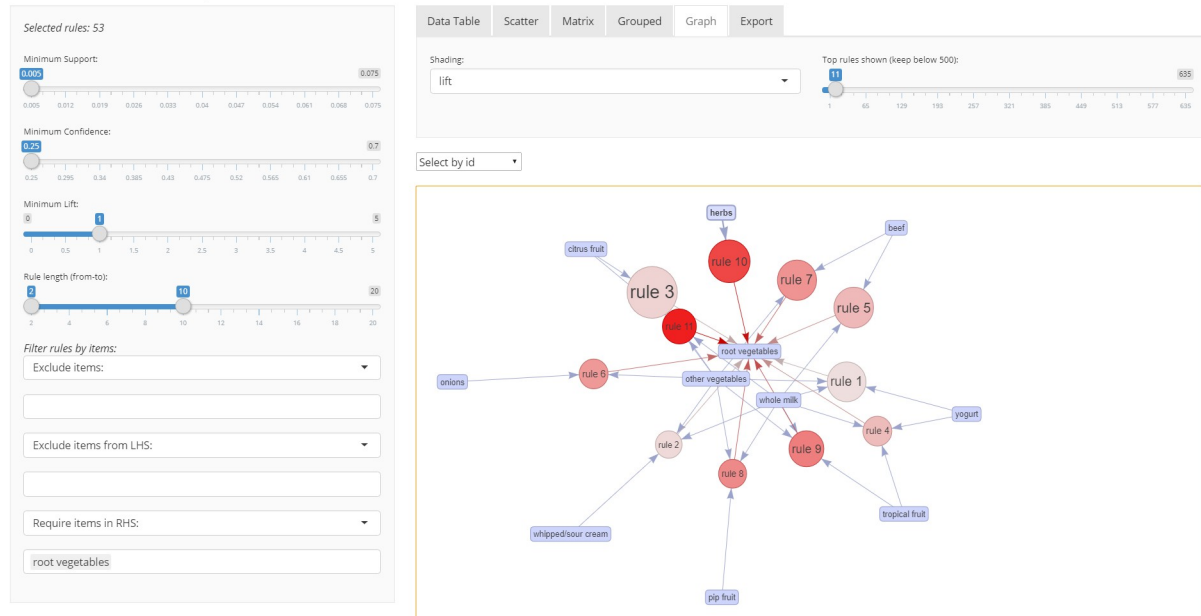 Selected rules: 53
Minimum Support:
0.005 0.075
0.005 0.012 0.019 0.026 0.033 0.04 0.047 0.054 0.061 0.068 0.075
Minimum Confidence:
0.25 0.7
0.25 0.295 0.34 0.385 0.43 0.475 0.52 0.565 0.61 0.655 0.7
Minimum Lift:
0 1 5
0 0.5 1 1.5 2 2.5 3 3.5 4 4.5 5
Rule length (from-to):
2 10 20
2 4 6 8 10 12 14 16 18 20
Filter rules by items:
Exclude items:
Exclude items from LHS:
Require items in RHS:
root vegetables
Data Table Scatter Matrix Grouped Graph Export
Shading:
lift
Top rules shown (keep below 500):
11 635
1 65 129 193 257 321 385 449 513 577 635
Select by id
herbs
beef
citrus fruit
rule 10
rule 7
rule 3
rule 5
rule 11
root vegetables
onions
rule 6
other vegetables
rule 1
whole milk
yogurt
rule 4
rule 2
rule 9
rule 8
tropical fruit
whipped/sour cream
pip fruit